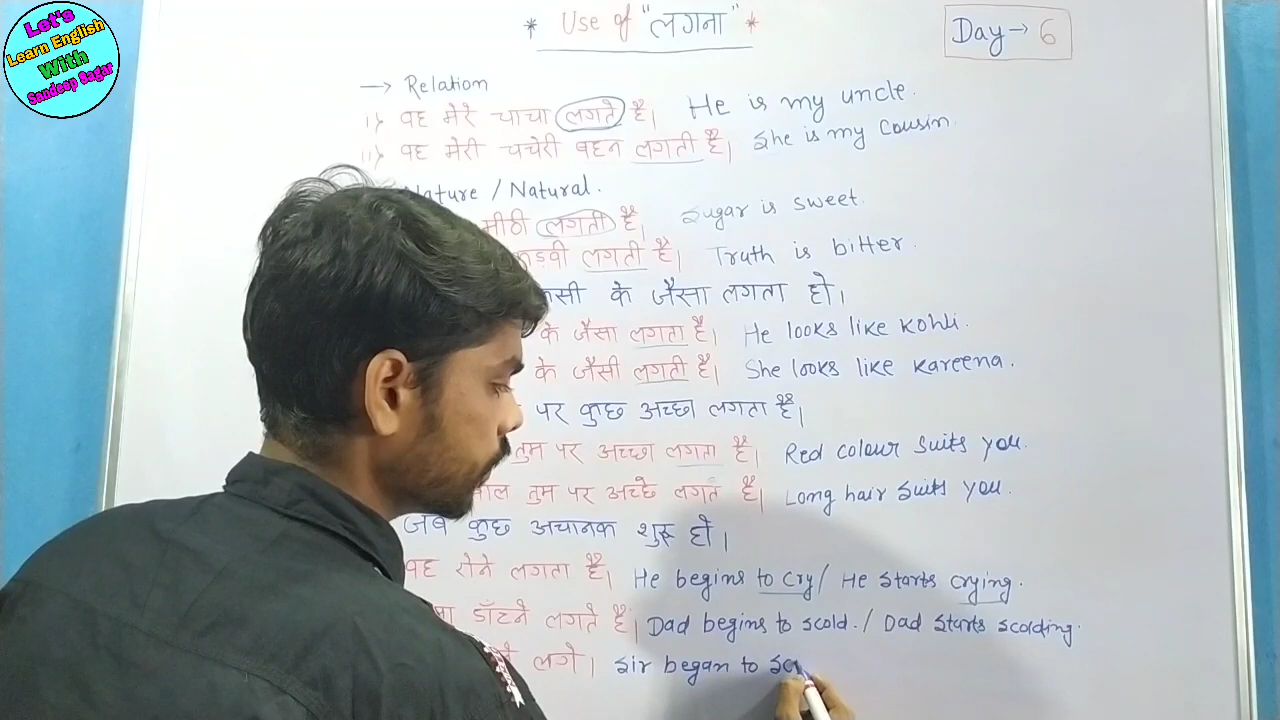 Let's
Learn English
With
Sandeep Sagar
* Use of "लगना" *
Day → 6
→ Relation
i) वह मेरे चाचा लगते है। He is my uncle.
ii) वह मेरी चचेरी बहन लगती है। She is my Cousin.
Nature / Natural.
मीठी लगती है। Sugar is sweet.
लगती है। Truth is bitter.
के जैसा लगता हो।
के जैसा लगता है। He looks like Kohli.
के जैसी लगती है। She looks like Kareena.
पर कुछ अच्छा लगता है।
तुम पर अच्छा लगता है। Red colour suits you.
तुम पर अच्छे लगते है। Long hair suits you.
जब कुछ अचानक शुरू हो।
वह रोने लगता है। He begins to cry / He starts crying.
डाँटने लगते है। Dad begins to scold. / Dad starts scolding.
लगे। Sir began to